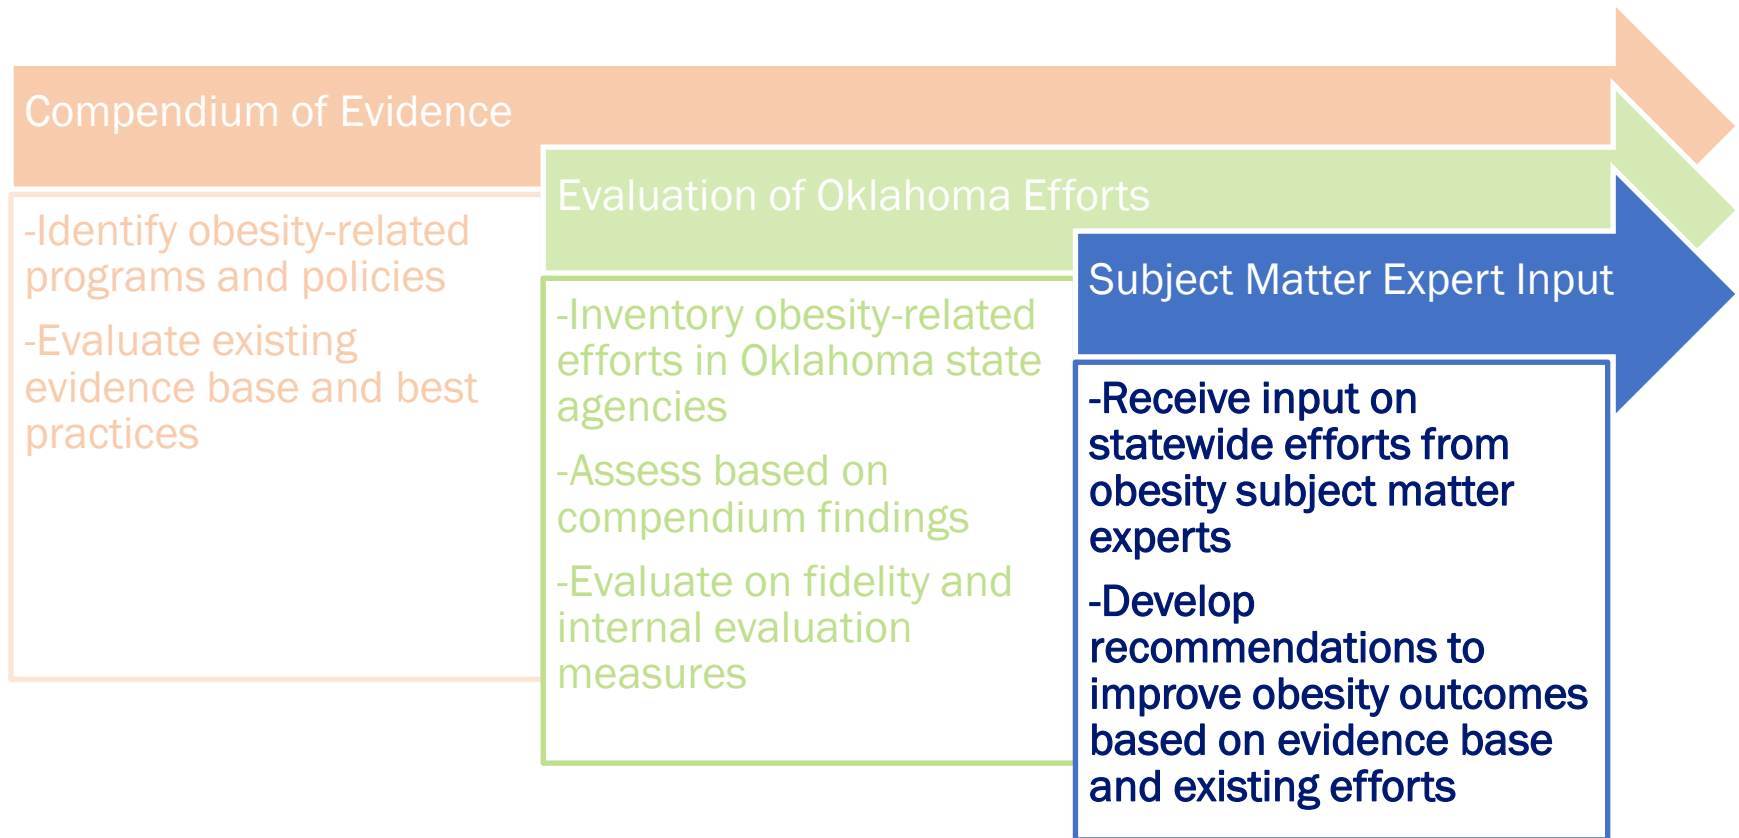 Compendium of Evidence
-Identify obesity-related
programs and policies
-Evaluate existing
evidence base and best
practices
Evaluation of Oklahoma Efforts
-Inventory obesity-related
efforts in Oklahoma state
agencies
-Assess based on
compendium findings
-Evaluate on fidelity and
internal evaluation
measures
Subject Matter Expert Input
-Receive input on
statewide efforts from
obesity subject matter
experts
-Develop
recommendations to
improve obesity outcomes
based on evidence base
and existing efforts